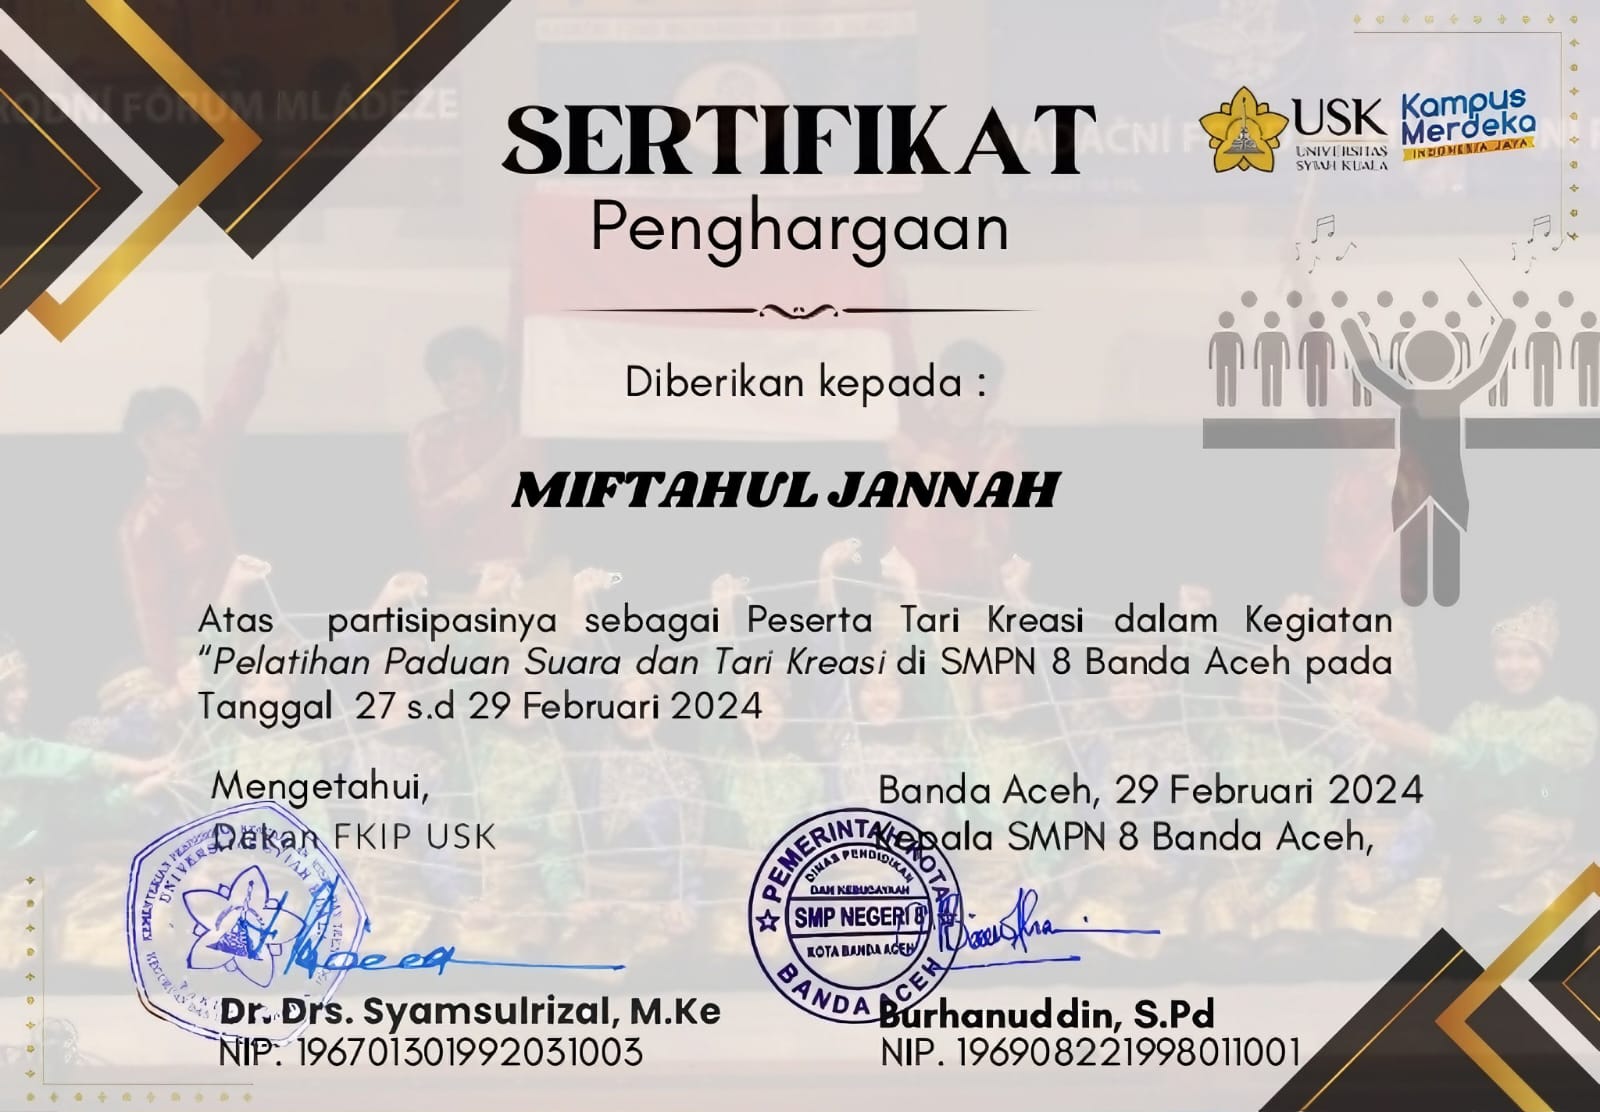 RODNÍ FÓRUM MLÁDEŽE
NADAČNÍ
SERTIFIKAT
Penghargaan
USK
UNIVERSITAS
SYIAH KUALA
Kampus
Merdeka
INDONESIA JAYA
Diberikan kepada :
MIFTAHUL JANNAH
Atas partisipasinya sebagai Peserta Tari Kreasi dalam Kegiatan
“Pelatihan Paduan Suara dan Tari Kreasi di SMPN 8 Banda Aceh pada
Tanggal 27 s.d 29 Februari 2024
Mengetahui,
Dekan FKIP USK
Dr. Drs. Syamsulrizal, M.Ke
NIP. 196701301992031003
Banda Aceh, 29 Februari 2024
Kepala SMPN 8 Banda Aceh,
PEMERINTAH KOTA
DINAS PENDIDIKAN
DAN KEBUDAYAAN
SMP NEGERI 8
KOTA BANDA ACEH
BANDA ACEH
Burhanuddin, S.Pd
NIP. 196908221998011001